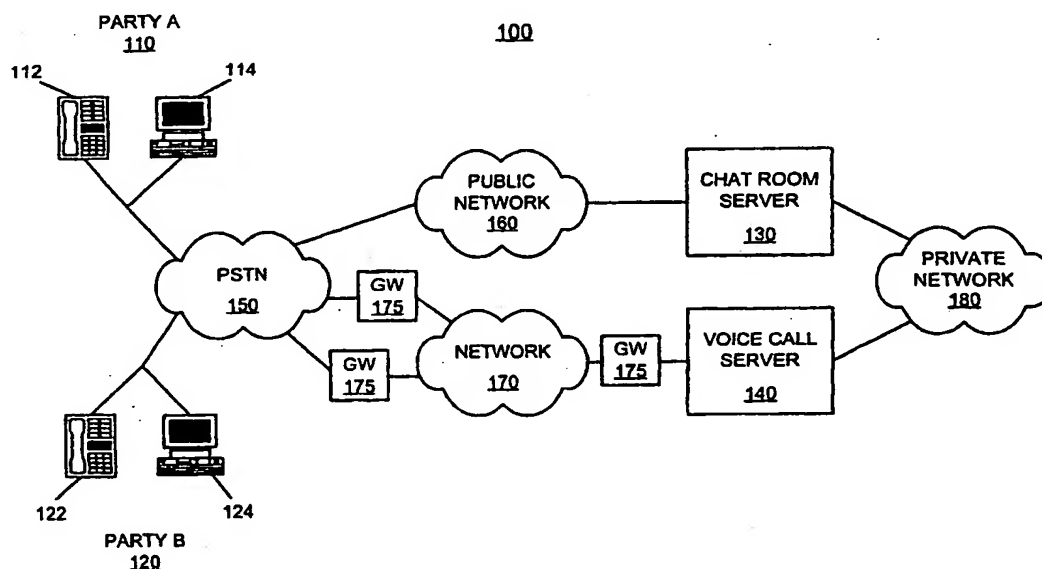 PARTY A
110
100
112
114
PUBLIC
NETWORK
160
CHAT ROOM
SERVER
130
PSTN
150
GW
175
PRIVATE
NETWORK
180
GW
175
NETWORK
170
GW
175
VOICE CALL
SERVER
140
122
124
PARTY B
120